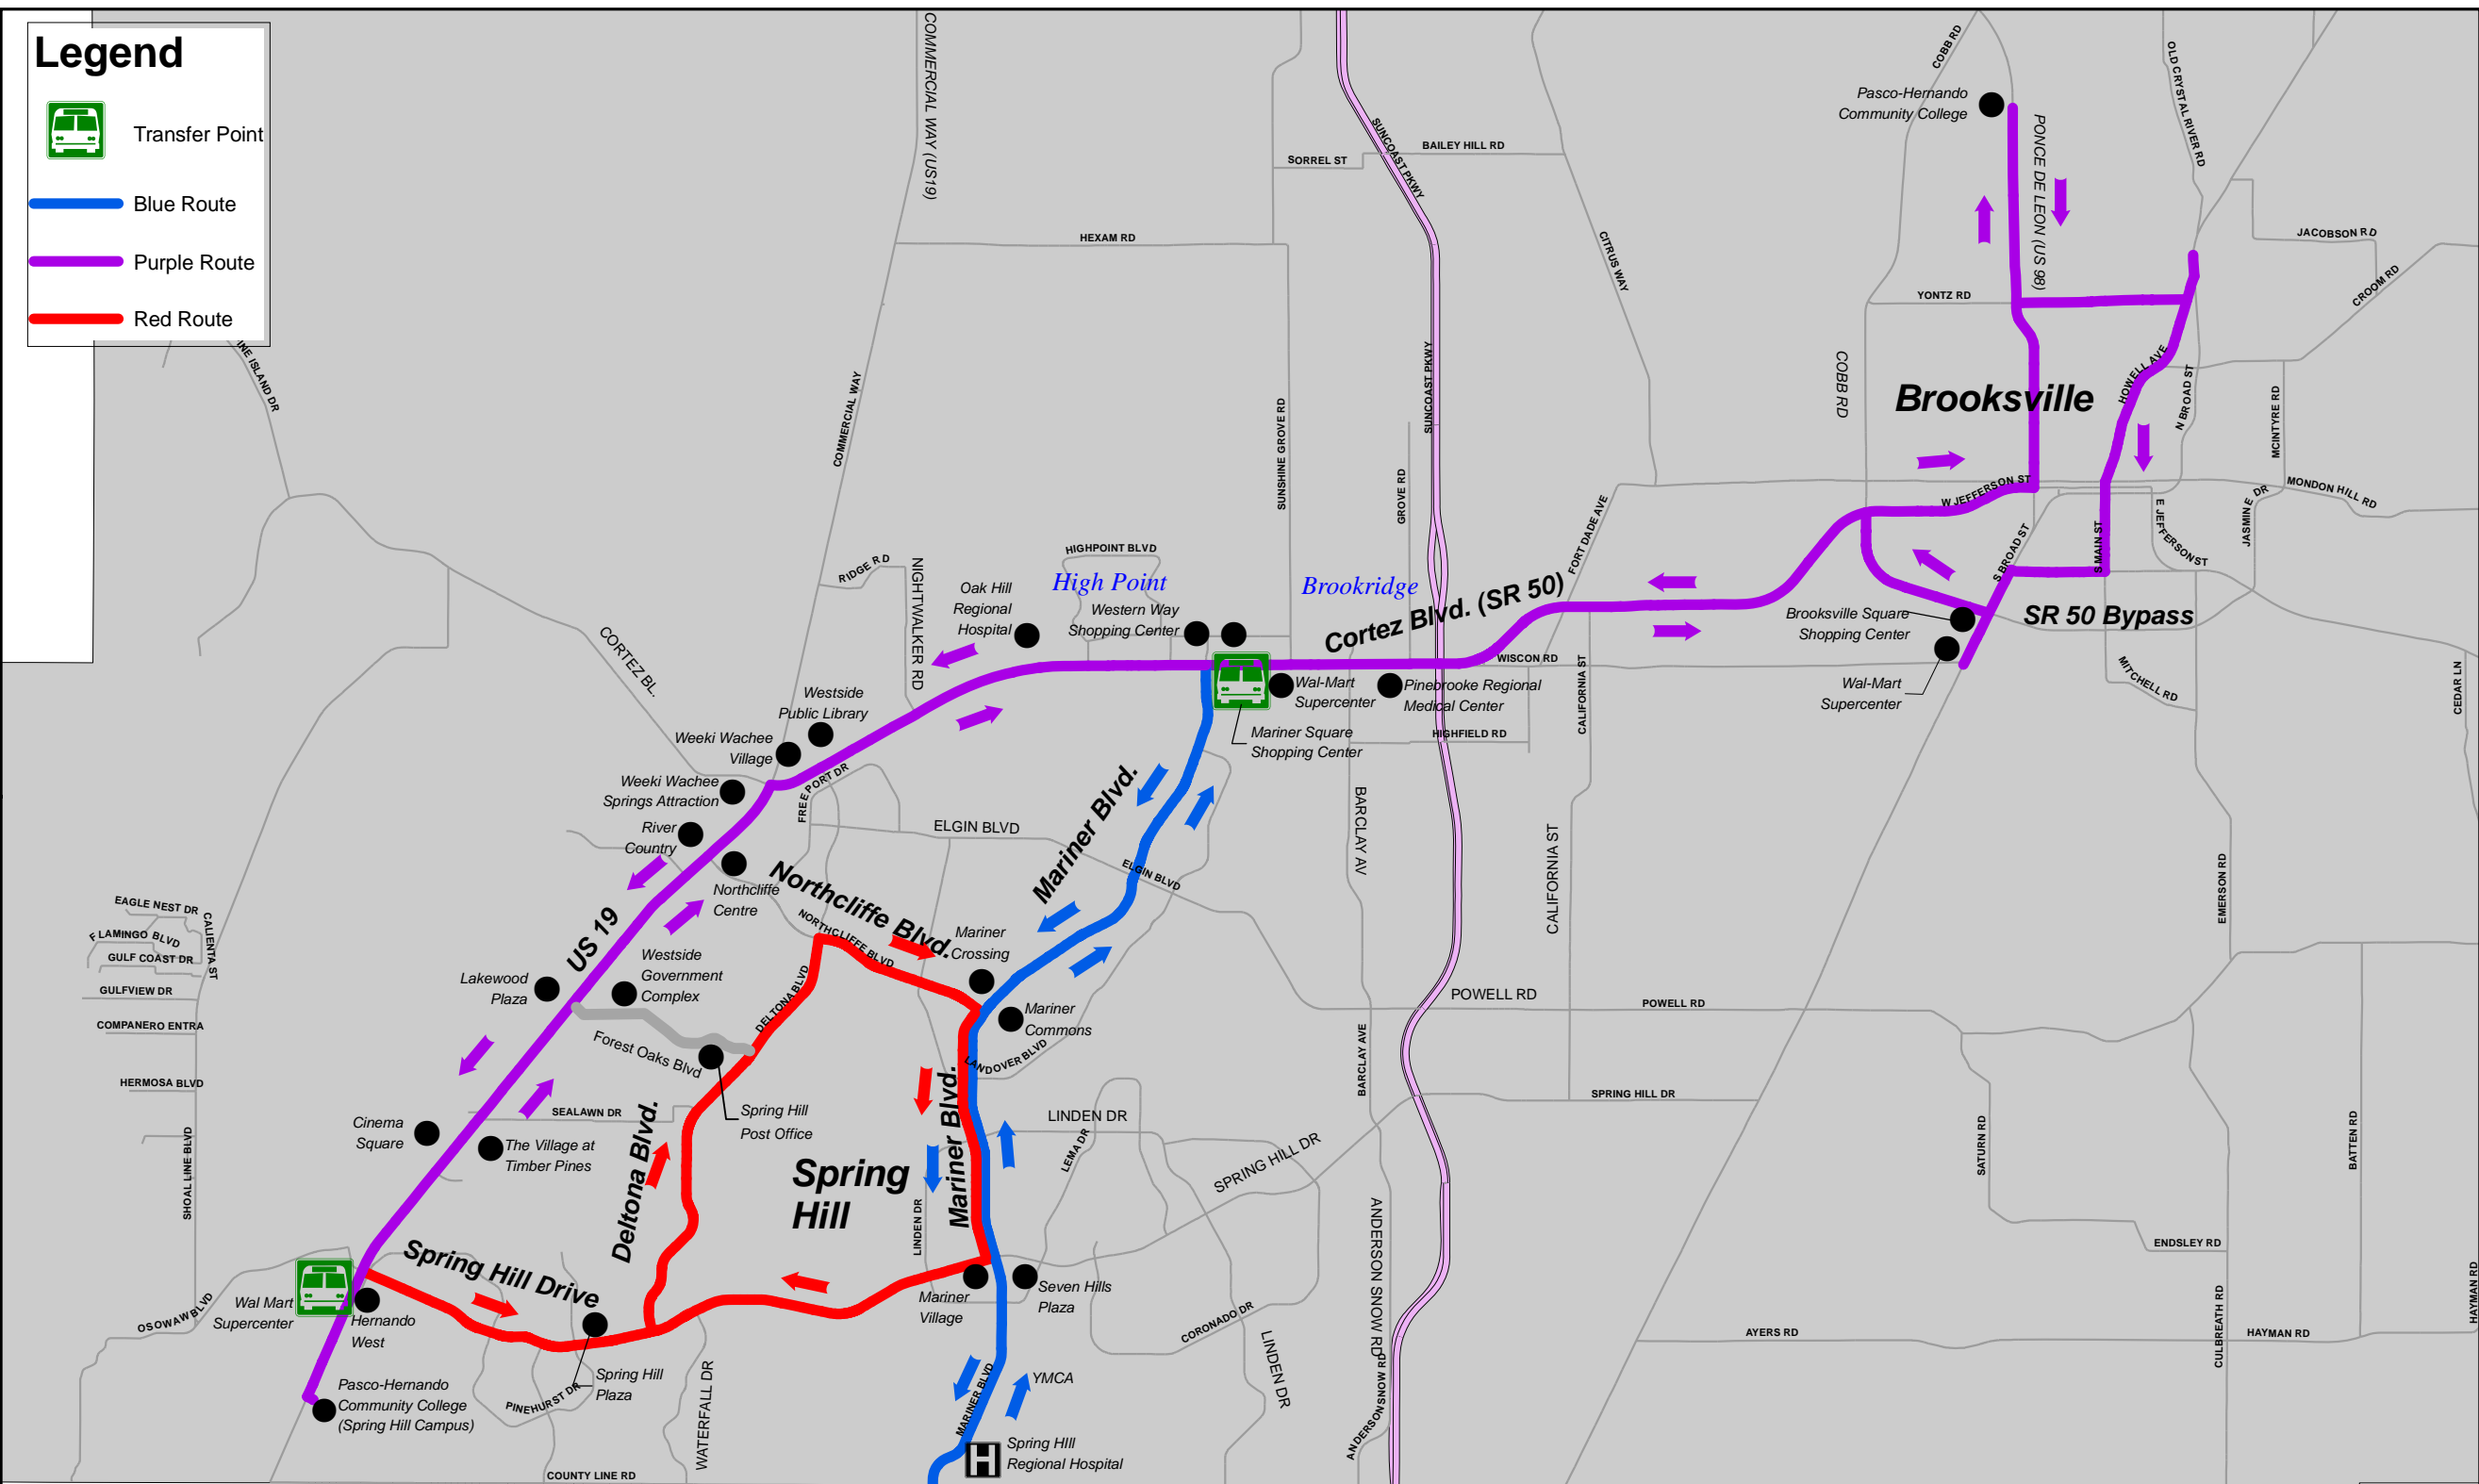 Legend
Transfer Point
Blue Route
Purple Route
Red Route
INE ISLAND DR
COMMERCIAL WAY (US19)
SUNCOAST PKWY
SORREL ST
BAILEY HILL RD
HEXAM RD
CITRUS WAY
COBB RD
Pasco-Hernando
Community College
PONCE DE LEON (US 98)
OLD CRYSTAL RIVER RD
JACOBSON RD
CROOM RD
YONTZ RD
COBB RD
Brooksville
HOWELL AVE
N BROAD ST
MCINTYRE RD
COMMERCIAL WAY
SUNSHINE GROVE RD
SUNCOAST PKWY
GROVE RD
FORT DADE AVE
W JEFFERSON ST
MONDON HILL RD
JASMINE DR
E JEFFERSON ST
S MAIN ST
S BROAD ST
RIDGE RD
NIGHTWALKER RD
HIGHPOINT BLVD
High Point
Brookridge
Oak Hill
Regional
Hospital
Western Way
Shopping Center
Cortez Blvd. (SR 50)
Brooksville Square
Shopping Center
SR 50 Bypass
WISCON RD
CALIFORNIA ST
Wal-Mart
Supercenter
MITCHELL RD
CEDAR LN
CORTEZ BL.
Westside
Public Library
Wal-Mart
Supercenter
Pinebrooke Regional
Medical Center
HIGHFIELD RD
Mariner Square
Shopping Center
Weeki Wachee
Village
Weeki Wachee
Springs Attraction
FREEPORT DR
River
Country
ELGIN BLVD
ELGIN BLVD
Mariner Blvd.
BARCLAY AV
CALIFORNIA ST
EMERSON RD
Northcliffe
Centre
Northcliffe Blvd.
NORTHCLIFFE BLVD
Mariner
Crossing
EAGLE NEST DR
FLAMINGO BLVD
GULF COAST DR
CALIENTA ST
GULFVIEW DR
COMPANERO ENTRA
HERMOSA BLVD
SHOAL LINE BLVD
US 19
Lakewood
Plaza
Westside
Government
Complex
DELTONA BLVD
Forest Oaks Blvd
Mariner
Commons
LANDOVER BLVD
POWELL RD
POWELL RD
BARCLAY AVE
SPRING HILL DR
Cinema
Square
The Village at
Timber Pines
SEALAWN DR
Spring Hill
Post Office
Deltona Blvd.
Spring
Hill
Mariner Blvd.
LINDEN DR
LINDEN DR
LEMA DR
SPRING HILL DR
ANDERSON SNOW RD
SATURN RD
BATTEN RD
ENDSLEY RD
CULBREATH RD
HAYMAN RD
HAYMAN RD
AYERS RD
Spring Hill Drive
OSOWAW BLVD
Wal Mart
Supercenter
Hernando
West
Mariner
Village
Seven Hills
Plaza
CORONADO DR
LINDEN DR
ANDERSON SNOW RD
Pasco-Hernando
Community College
(Spring Hill Campus)
PINEHURST DR
Spring Hill
Plaza
WATERFALL DR
MARINER BLVD
YMCA
H
Spring HIll
Regional Hospital
COUNTY LINE RD